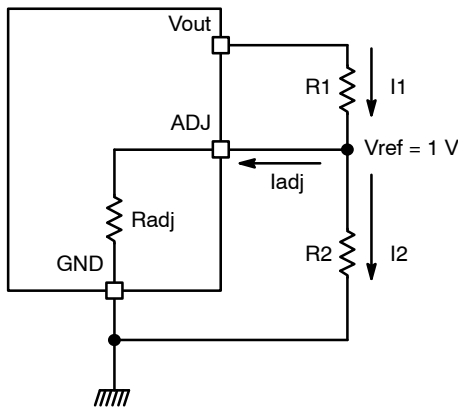 Vout
R1
I1
ADJ
Vref = 1 V
Iadj
Radj
GND
R2
I2